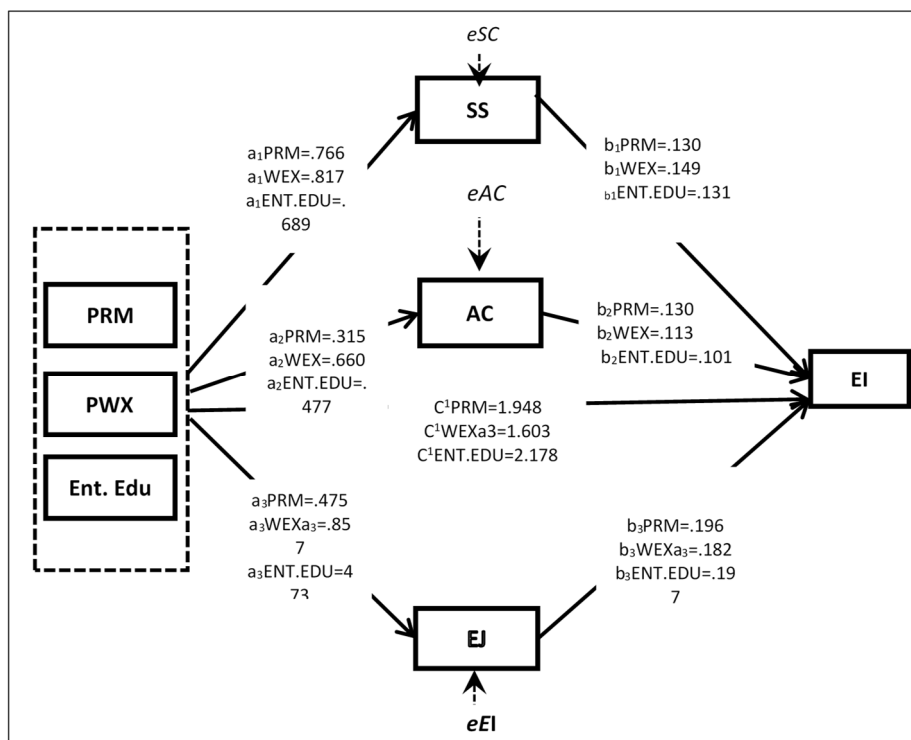 eSC
SS
a₁PRM=.766
a₁WEX=.817
a₁ENT.EDU=.
689
b₁PRM=.130
b₁WEX=.149
b₁ENT.EDU=.131
eAC
AC
PRM
PWX
Ent. Edu
a₂PRM=.315
a₂WEX=.660
a₂ENT.EDU=.
477
b₂PRM=.130
b₂WEX=.113
b₂ENT.EDU=.101
EI
C¹PRM=1.948
C¹WEXa3=1.603
C¹ENT.EDU=2.178
a₃PRM=.475
a₃WEXa₃=.85
7
a₃ENT.EDU=4
73
b₃PRM=.196
b₃WEXa₃=.182
b₃ENT.EDU=.19
7
EJ
eEI